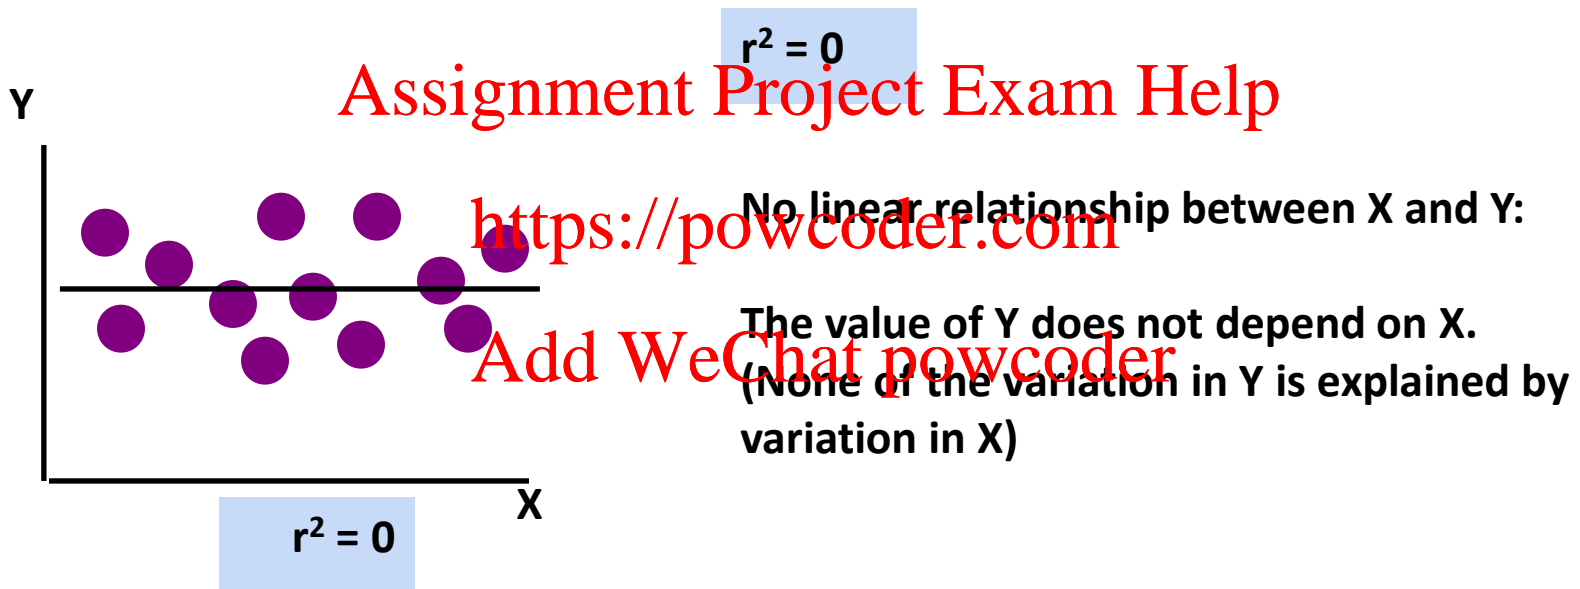 r² = 0
Assignment Project Exam Help
Y
No linear relationship between X and Y:
https://powcoder.com
The value of Y does not depend on X.
Add WeChat powcoder
(None of the variation in Y is explained by
variation in X)
X
r² = 0